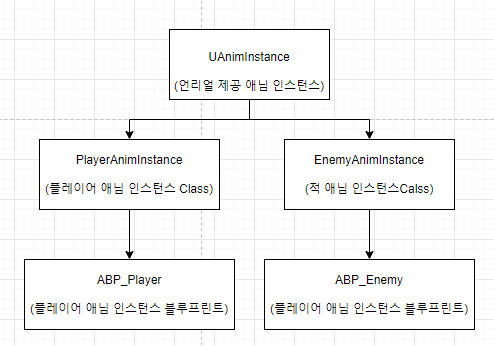 UAnimInstance
(언리얼 제공 애님 인스턴스)
PlayerAnimInstance
(플레이어 애님 인스턴스 Class)
EnemyAnimInstance
(적 애님 인스턴스Calss)
ABP_Player
(플레이어 애님 인스턴스 블루프린트)
ABP_Enemy
(플레이어 애님 인스턴스 블루프린트)